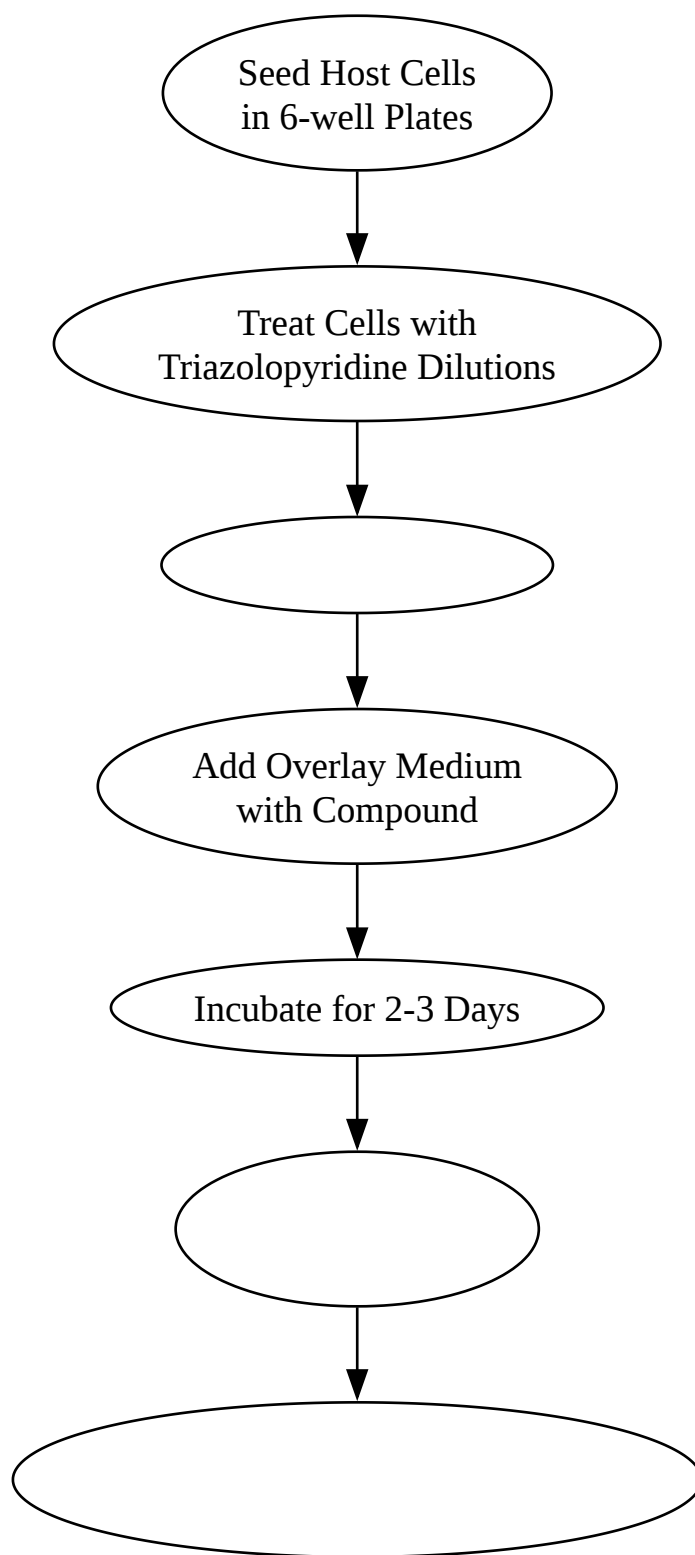 Seed Host Cells
in 6-well Plates
Treat Cells with
Triazolopyridine Dilutions
Add Overlay Medium
with Compound
Incubate for 2-3 Days